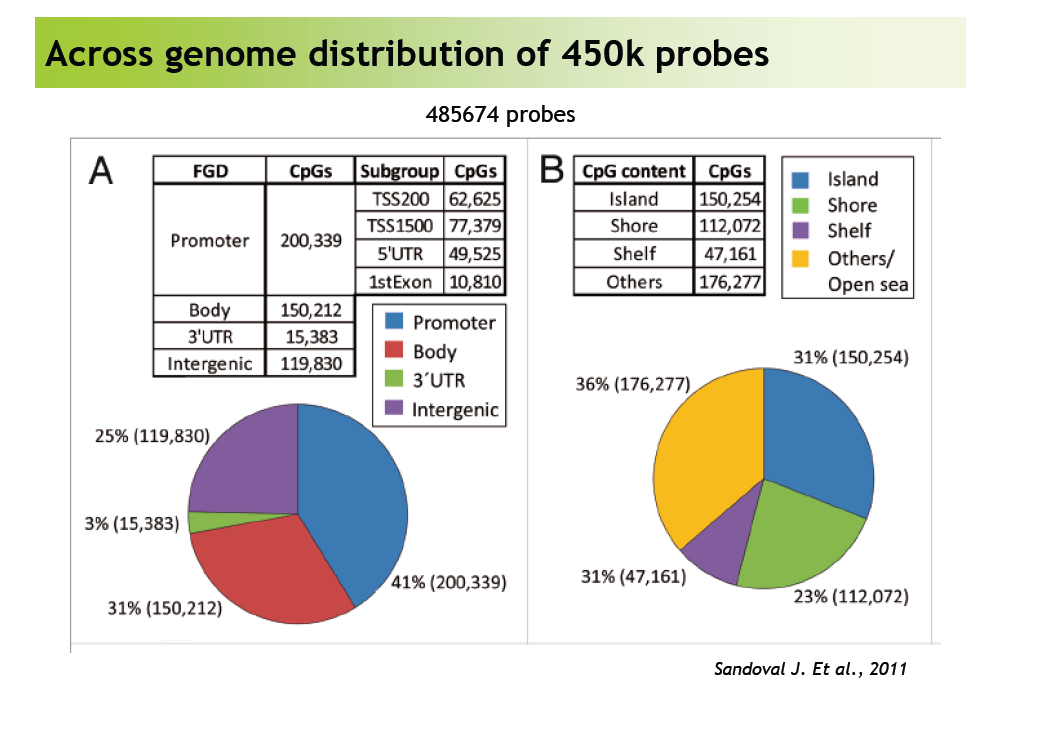 Across genome distribution of 450k probes
485674 probes
A
FGD CpGs Subgroup CpGs
Promoter 200,339
TSS200 62,625
TSS1500 77,379
5'UTR 49,525
1stExon 10,810
Body 150,212
3'UTR 15,383
Intergenic 119,830
Promoter
Body
3´UTR
Intergenic
25% (119,830)
3% (15,383)
31% (150,212)
41% (200,339)
B
CpG content CpGs
Island 150,254
Shore 112,072
Shelf 47,161
Others 176,277
Island
Shore
Shelf
Others/
Open sea
31% (150,254)
36% (176,277)
31% (47,161)
23% (112,072)
Sandoval J. Et al., 2011